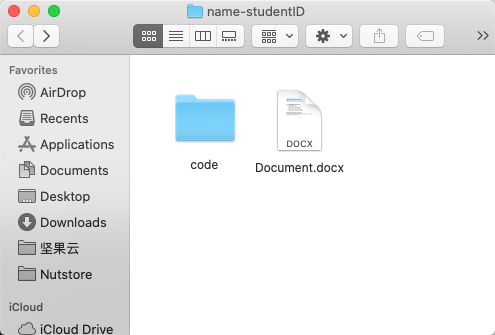 name-studentID
Favorites
AirDrop
Recents
Applications
Documents
Desktop
Downloads
坚果云
Nutstore
iCloud
iCloud Drive
DOCX
code
Document.docx